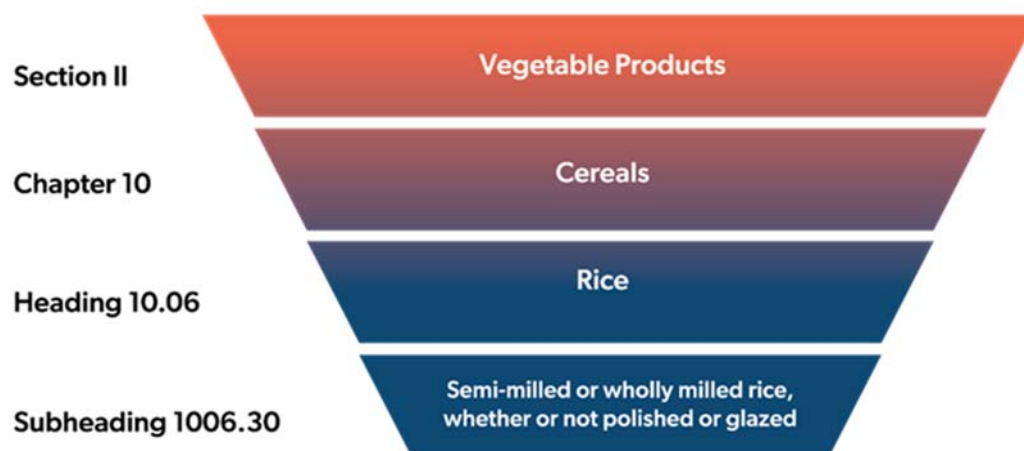 Section II
Vegetable Products
Chapter 10
Cereals
Heading 10.06
Rice
Subheading 1006.30
Semi-milled or wholly milled rice,
whether or not polished or glazed